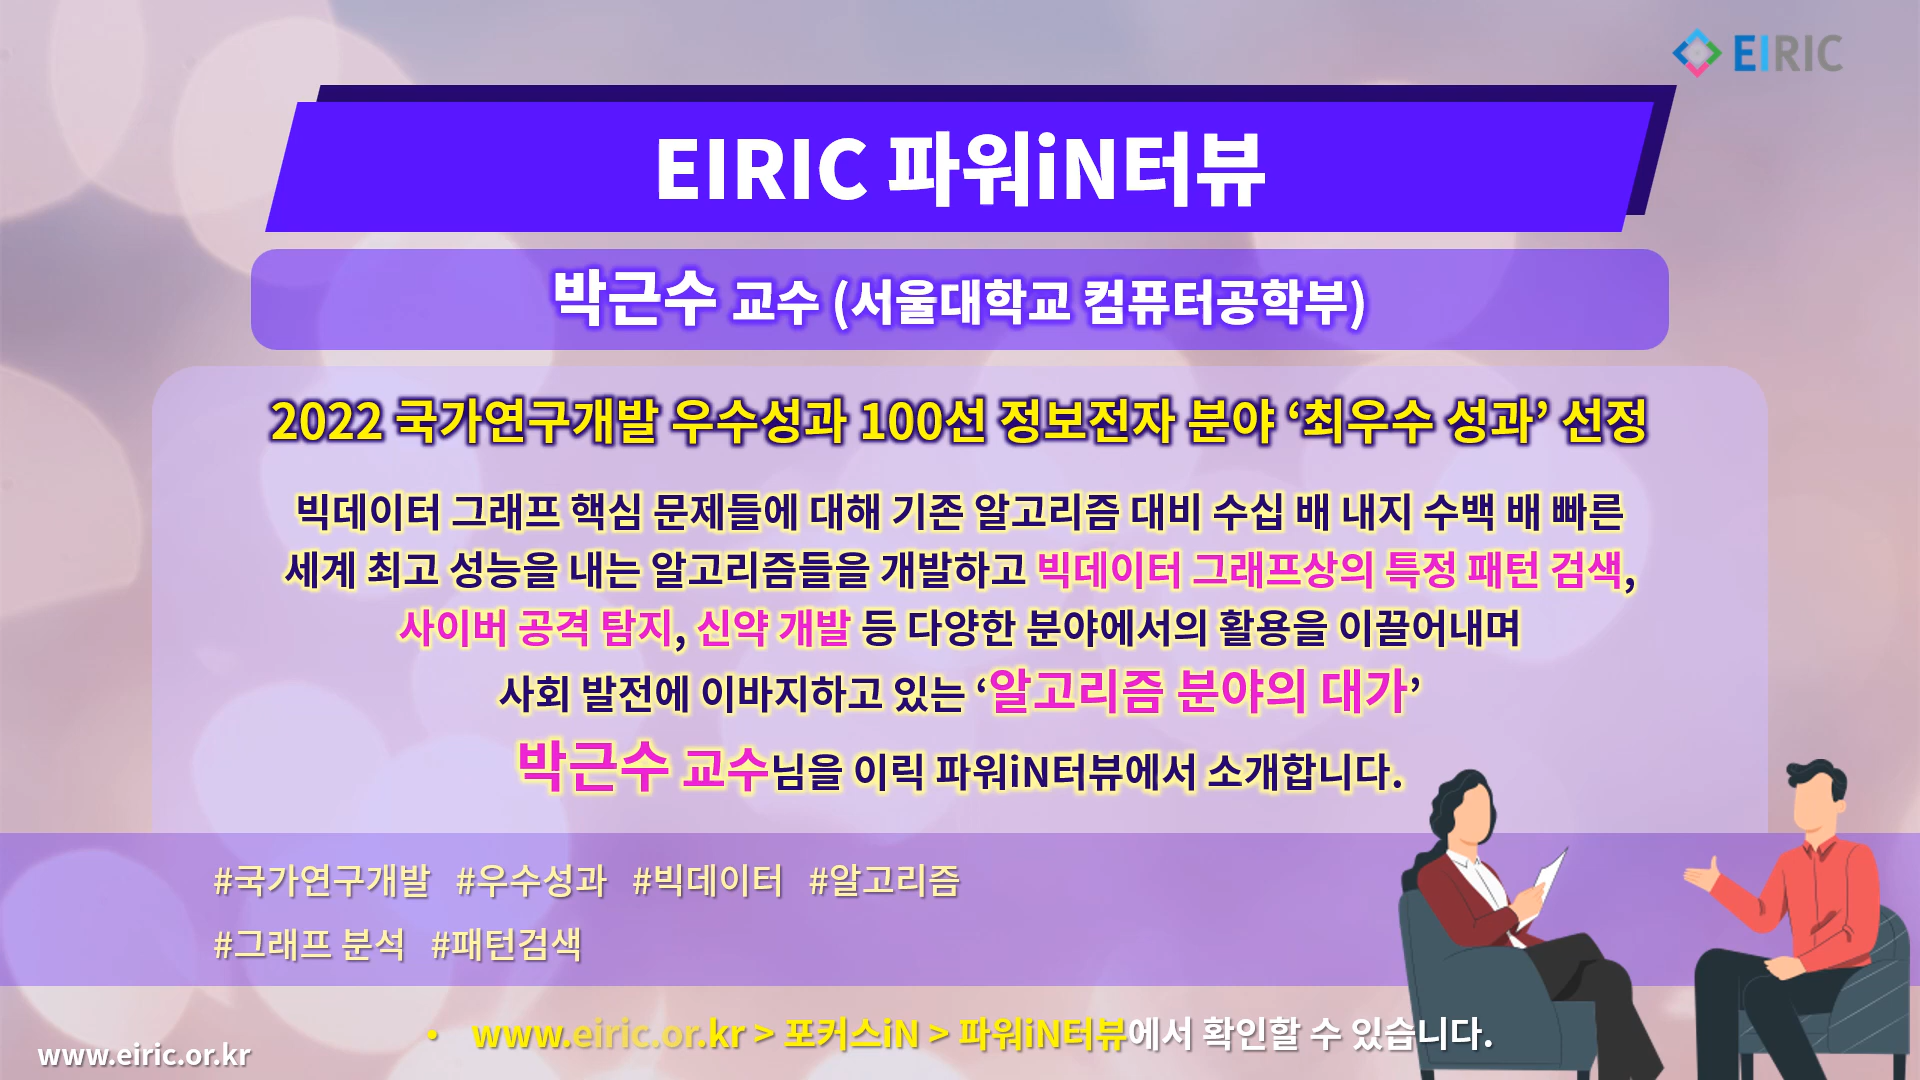 EIRIC
EIRIC 파워iN터뷰
박근수 교수 (서울대학교 컴퓨터공학부)
2022 국가연구개발 우수성과 100선 정보전자 분야 ‘최우수 성과’ 선정
빅데이터 그래프 핵심 문제들에 대해 기존 알고리즘 대비 수십 배 내지 수백 배 빠른
세계 최고 성능을 내는 알고리즘들을 개발하고 빅데이터 그래프상의 특정 패턴 검색,
사이버 공격 탐지, 신약 개발 등 다양한 분야에서의 활용을 이끌어내며
사회 발전에 이바지하고 있는 ‘알고리즘 분야의 대가’
박근수 교수님을 이릭 파워iN터뷰에서 소개합니다.
#국가연구개발 #우수성과 #빅데이터 #알고리즘
#그래프 분석 #패턴검색
• www.eiric.or.kr > 포커스iN > 파워iN터뷰에서 확인할 수 있습니다.
www.eiric.or.kr